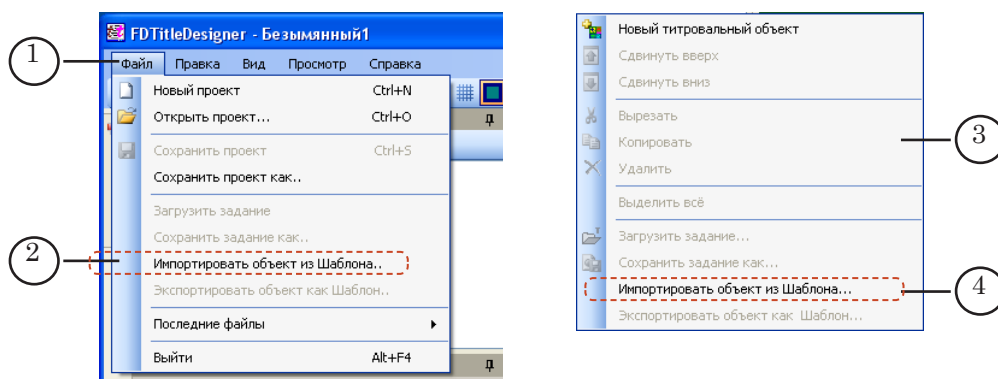 FDTitleDesigner - Безымянный1
1
Файл Правка Вид Просмотр Справка
Новый проект Ctrl+N
Открыть проект... Ctrl+O
Сохранить проект Ctrl+S
Сохранить проект как..
Загрузить задание
Сохранить задание как..
2
Импортировать объект из Шаблона..
Экспортировать объект как Шаблон..
Последние файлы
Выйти Alt+F4
Новый титровальный объект
Сдвинуть вверх
Сдвинуть вниз
Вырезать
Копировать
3
Удалить
Выделить всё
Загрузить задание...
Сохранить задание как...
Импортировать объект из Шаблона...
4
Экспортировать объект как Шаблон...